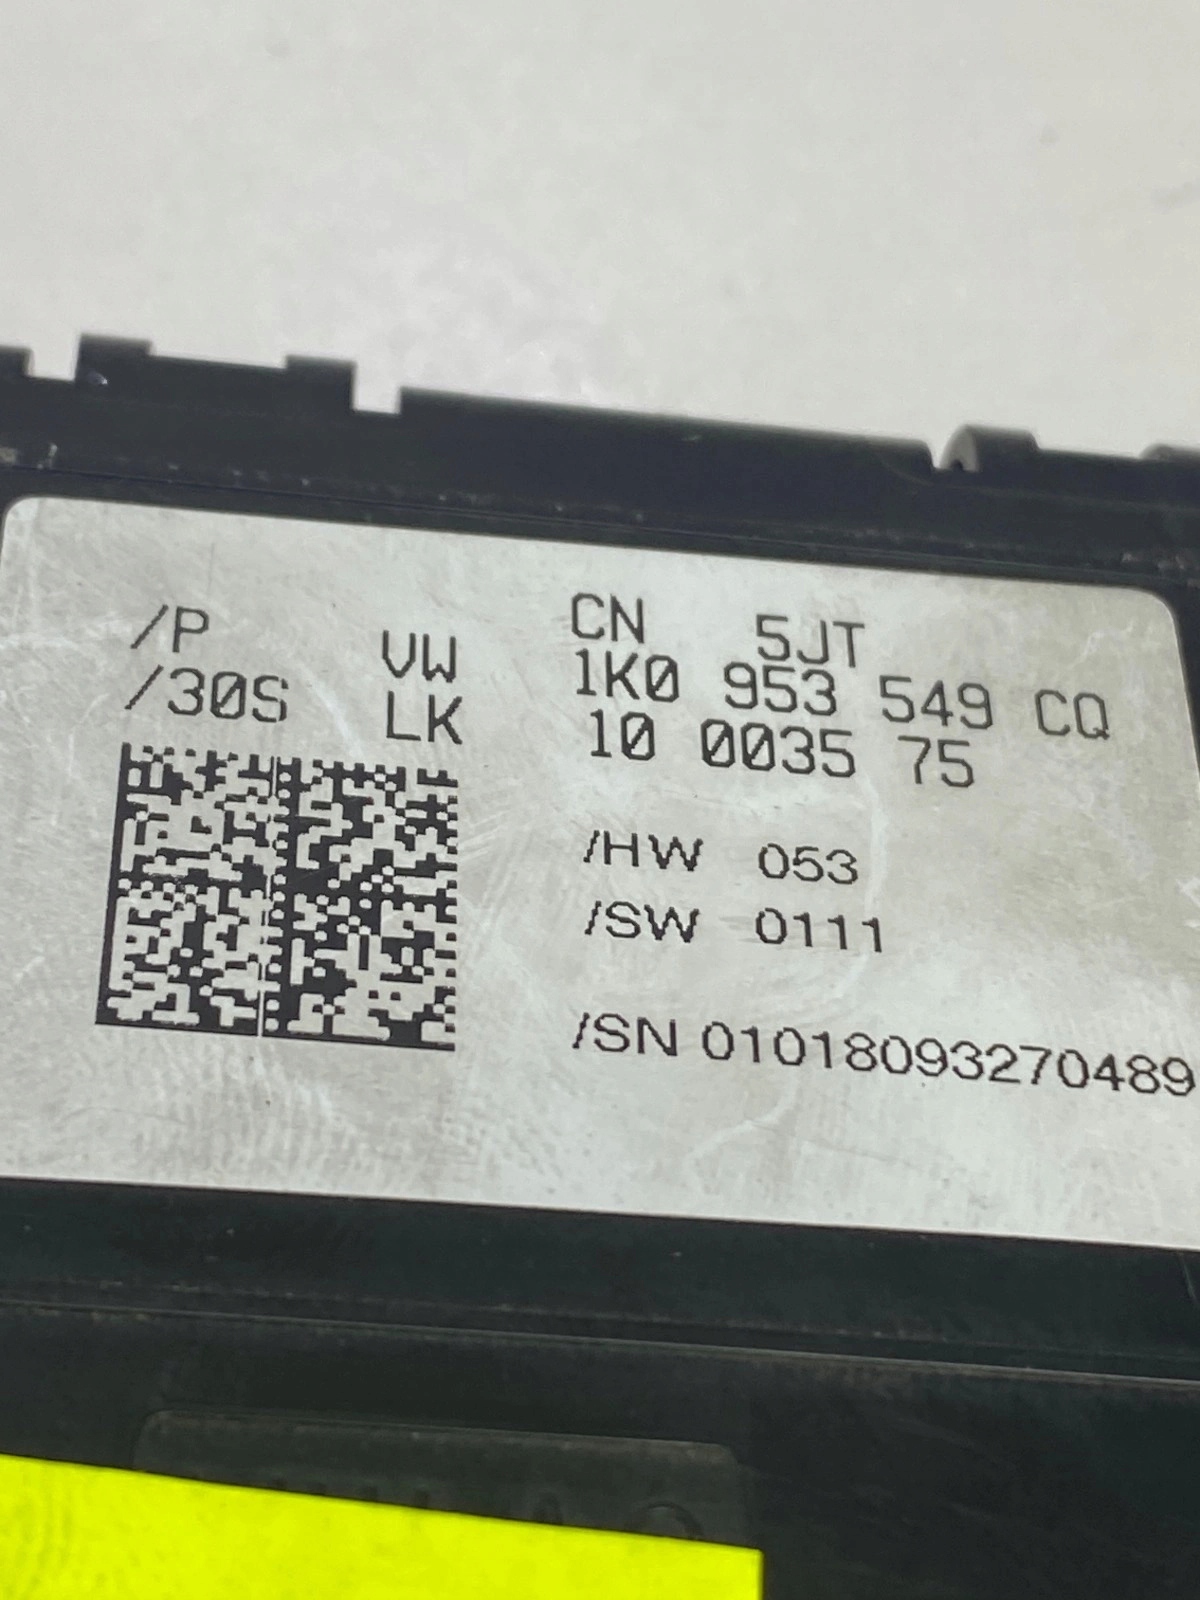 /P VW CN 5JT
/30S LK 1K0 953 549 CQ
10 0035 75
/HW 053
/SW 0111
/SN 01018093270489